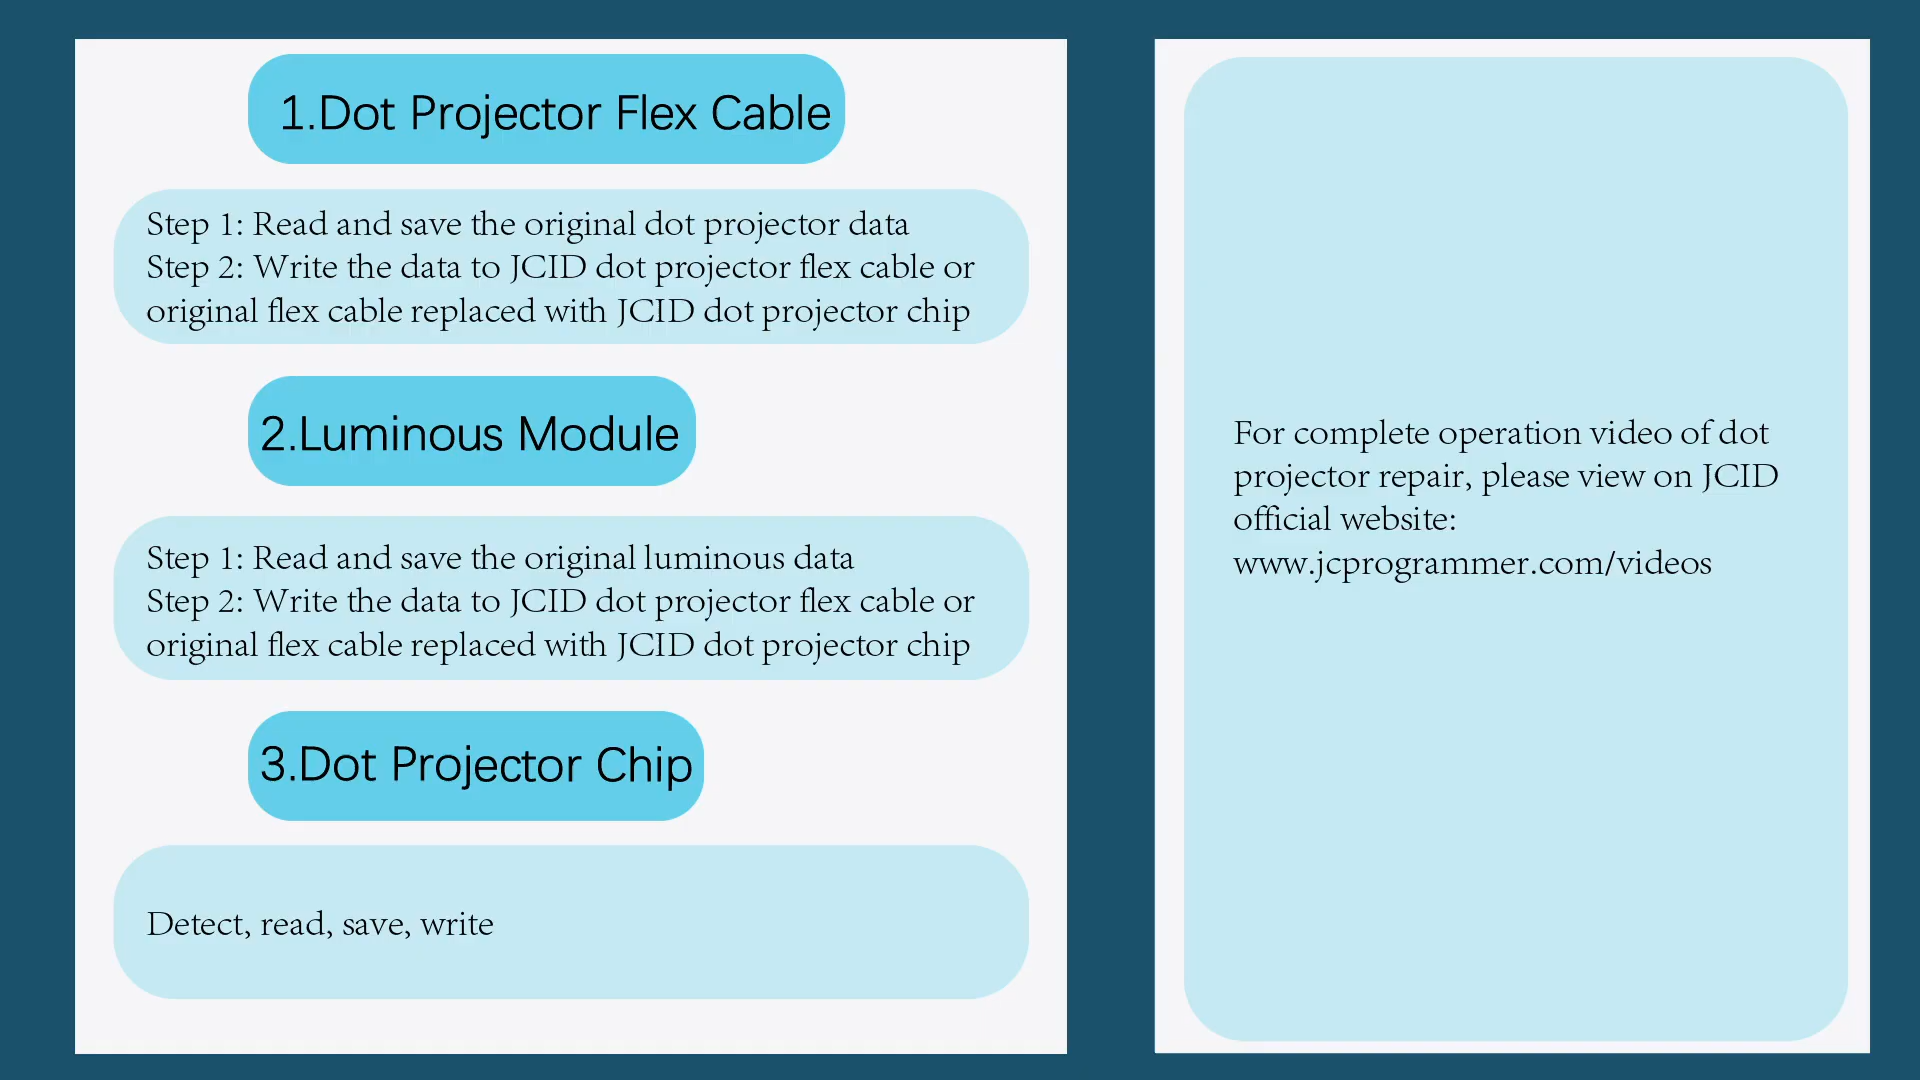 1.Dot Projector Flex Cable
Step 1: Read and save the original dot projector data
Step 2: Write the data to JCID dot projector flex cable or
original flex cable replaced with JCID dot projector chip
2.Luminous Module
Step 1: Read and save the original luminous data
Step 2: Write the data to JCID dot projector flex cable or
original flex cable replaced with JCID dot projector chip
3.Dot Projector Chip
Detect, read, save, write
For complete operation video of dot
projector repair, please view on JCID
official website:
www.jcprogrammer.com/videos